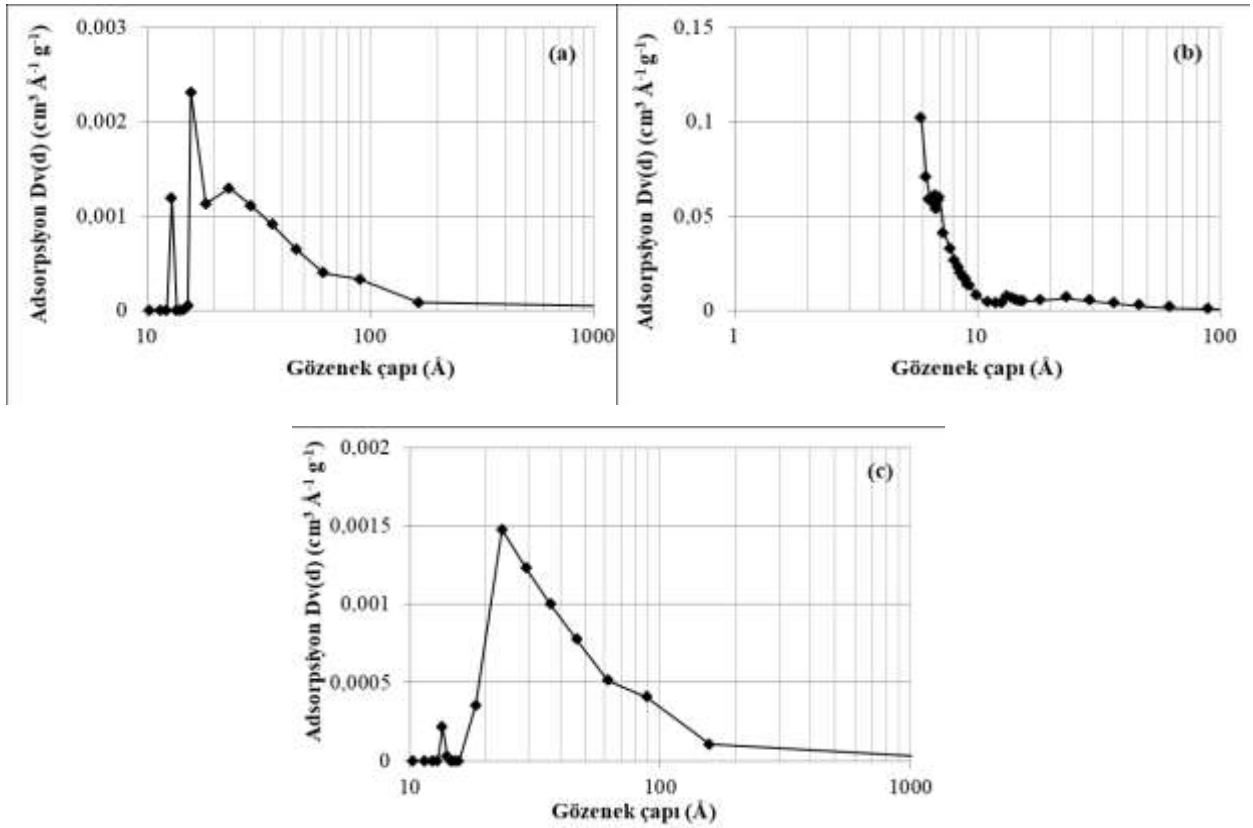 (a)
Adsorpsiyon Dv(d) (cm³ Å⁻¹ g⁻¹)
0.003
0,002
0,001
0
10
100
1000
Gözenek çapı (Å)
(b)
Adsorpsiyon Dv(d) (cm³ Å⁻¹g⁻¹)
0.15
0.1
0.05
0
1
10
100
Gözenek çapı (Å)
(c)
Adsorpsiyon Dv(d) (cm³ Å⁻¹ g⁻¹)
0.002
0,0015
0,001
0,0005
0
10
100
1000
Gözenek çapı (Å)